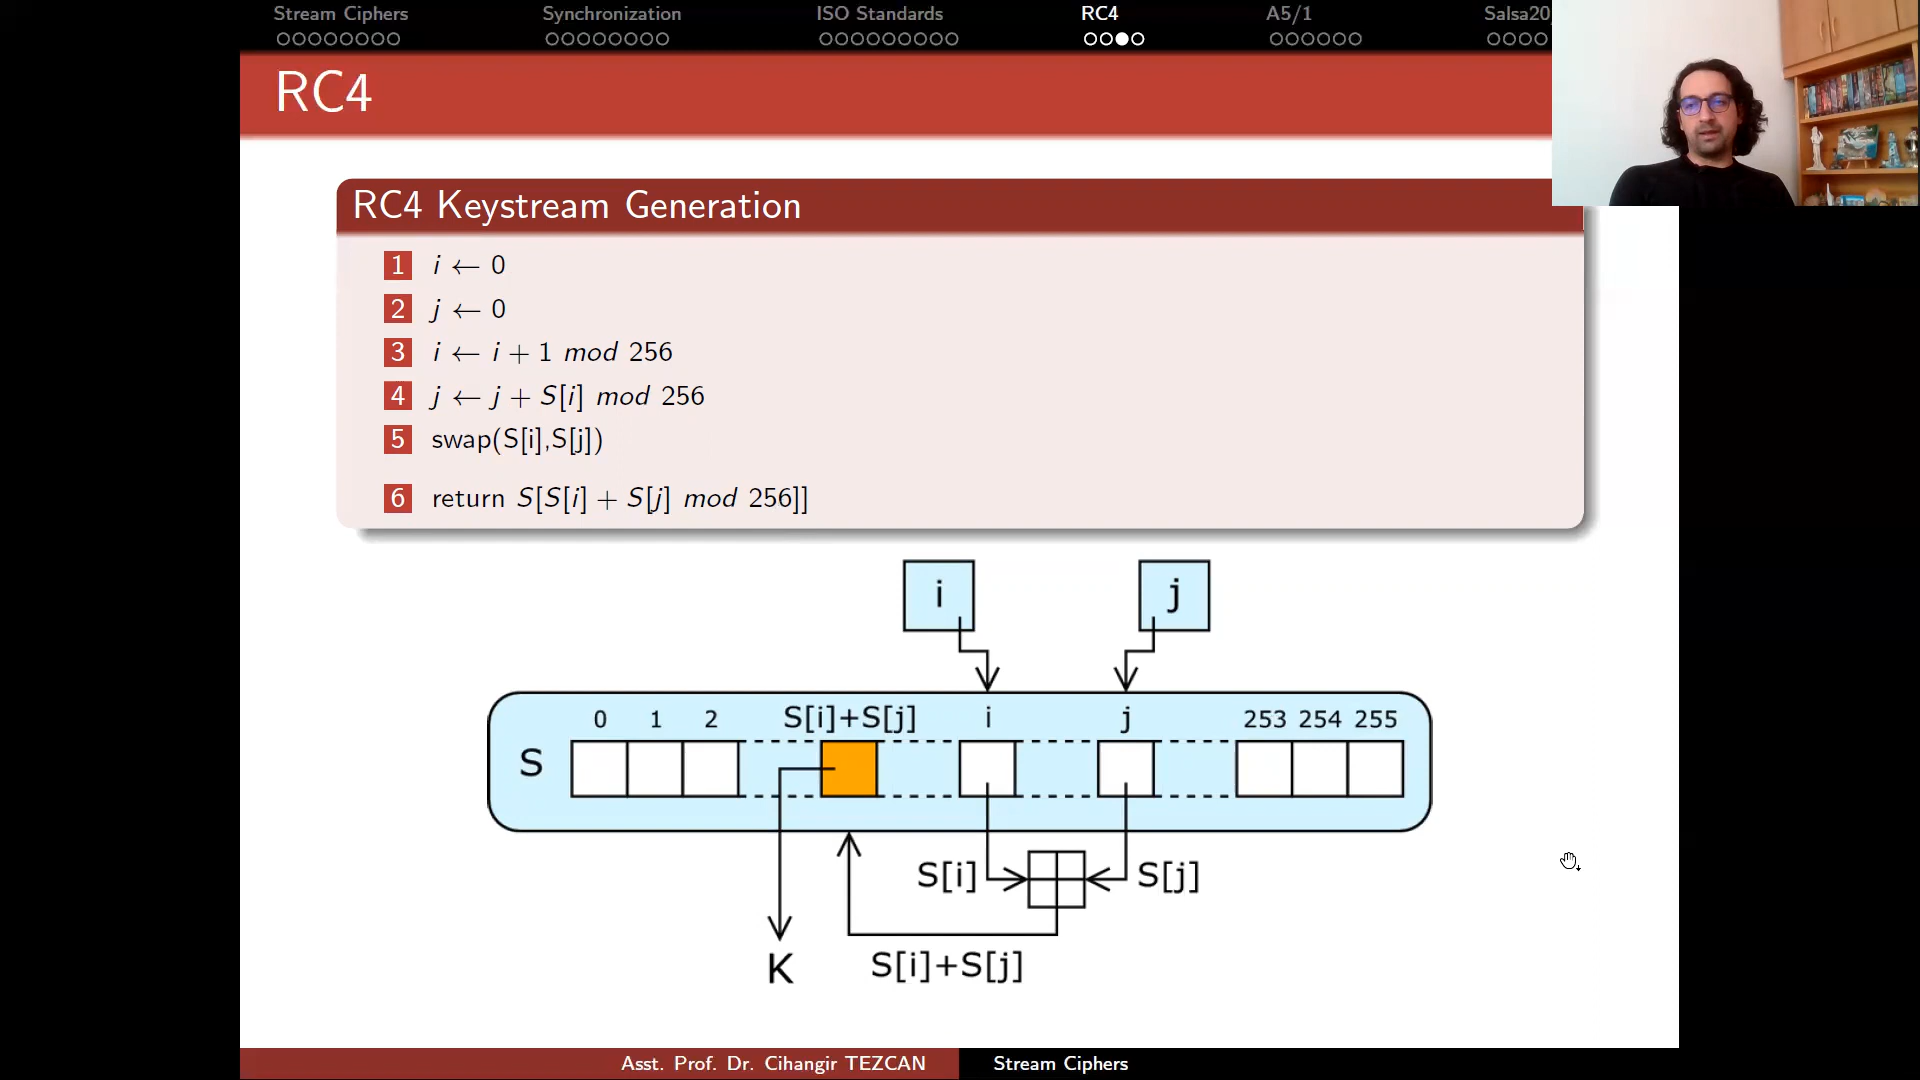 Stream Ciphers Synchronization ISO Standards RC4 A5/1 Salsa20
RC4
RC4 Keystream Generation
1 i ← 0
2 j ← 0
3 i ← i + 1 mod 256
4 j ← j + S[i] mod 256
5 swap(S[i],S[j])
6 return S[S[i] + S[j] mod 256]]
i j
0 1 2 S[i]+S[j] i j 253 254 255
S
S[i] S[j]
K S[i]+S[j]
Asst. Prof. Dr. Cihangir TEZCAN Stream Ciphers